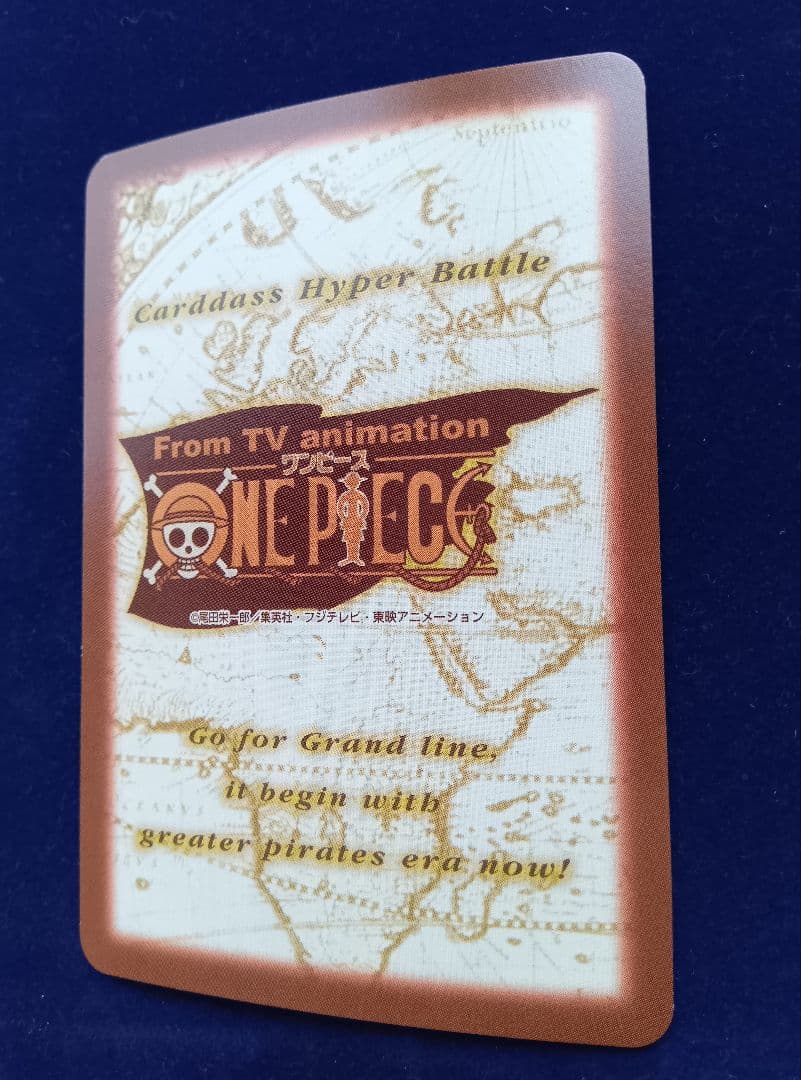 Septentrio
Carddass Hyper Battle
From TV animation
ワンピース
ONE PIECE
©尾田栄一郎／集英社・フジテレビ・東映アニメーション
Go for Grand line,
it begin with
greater pirates era now!